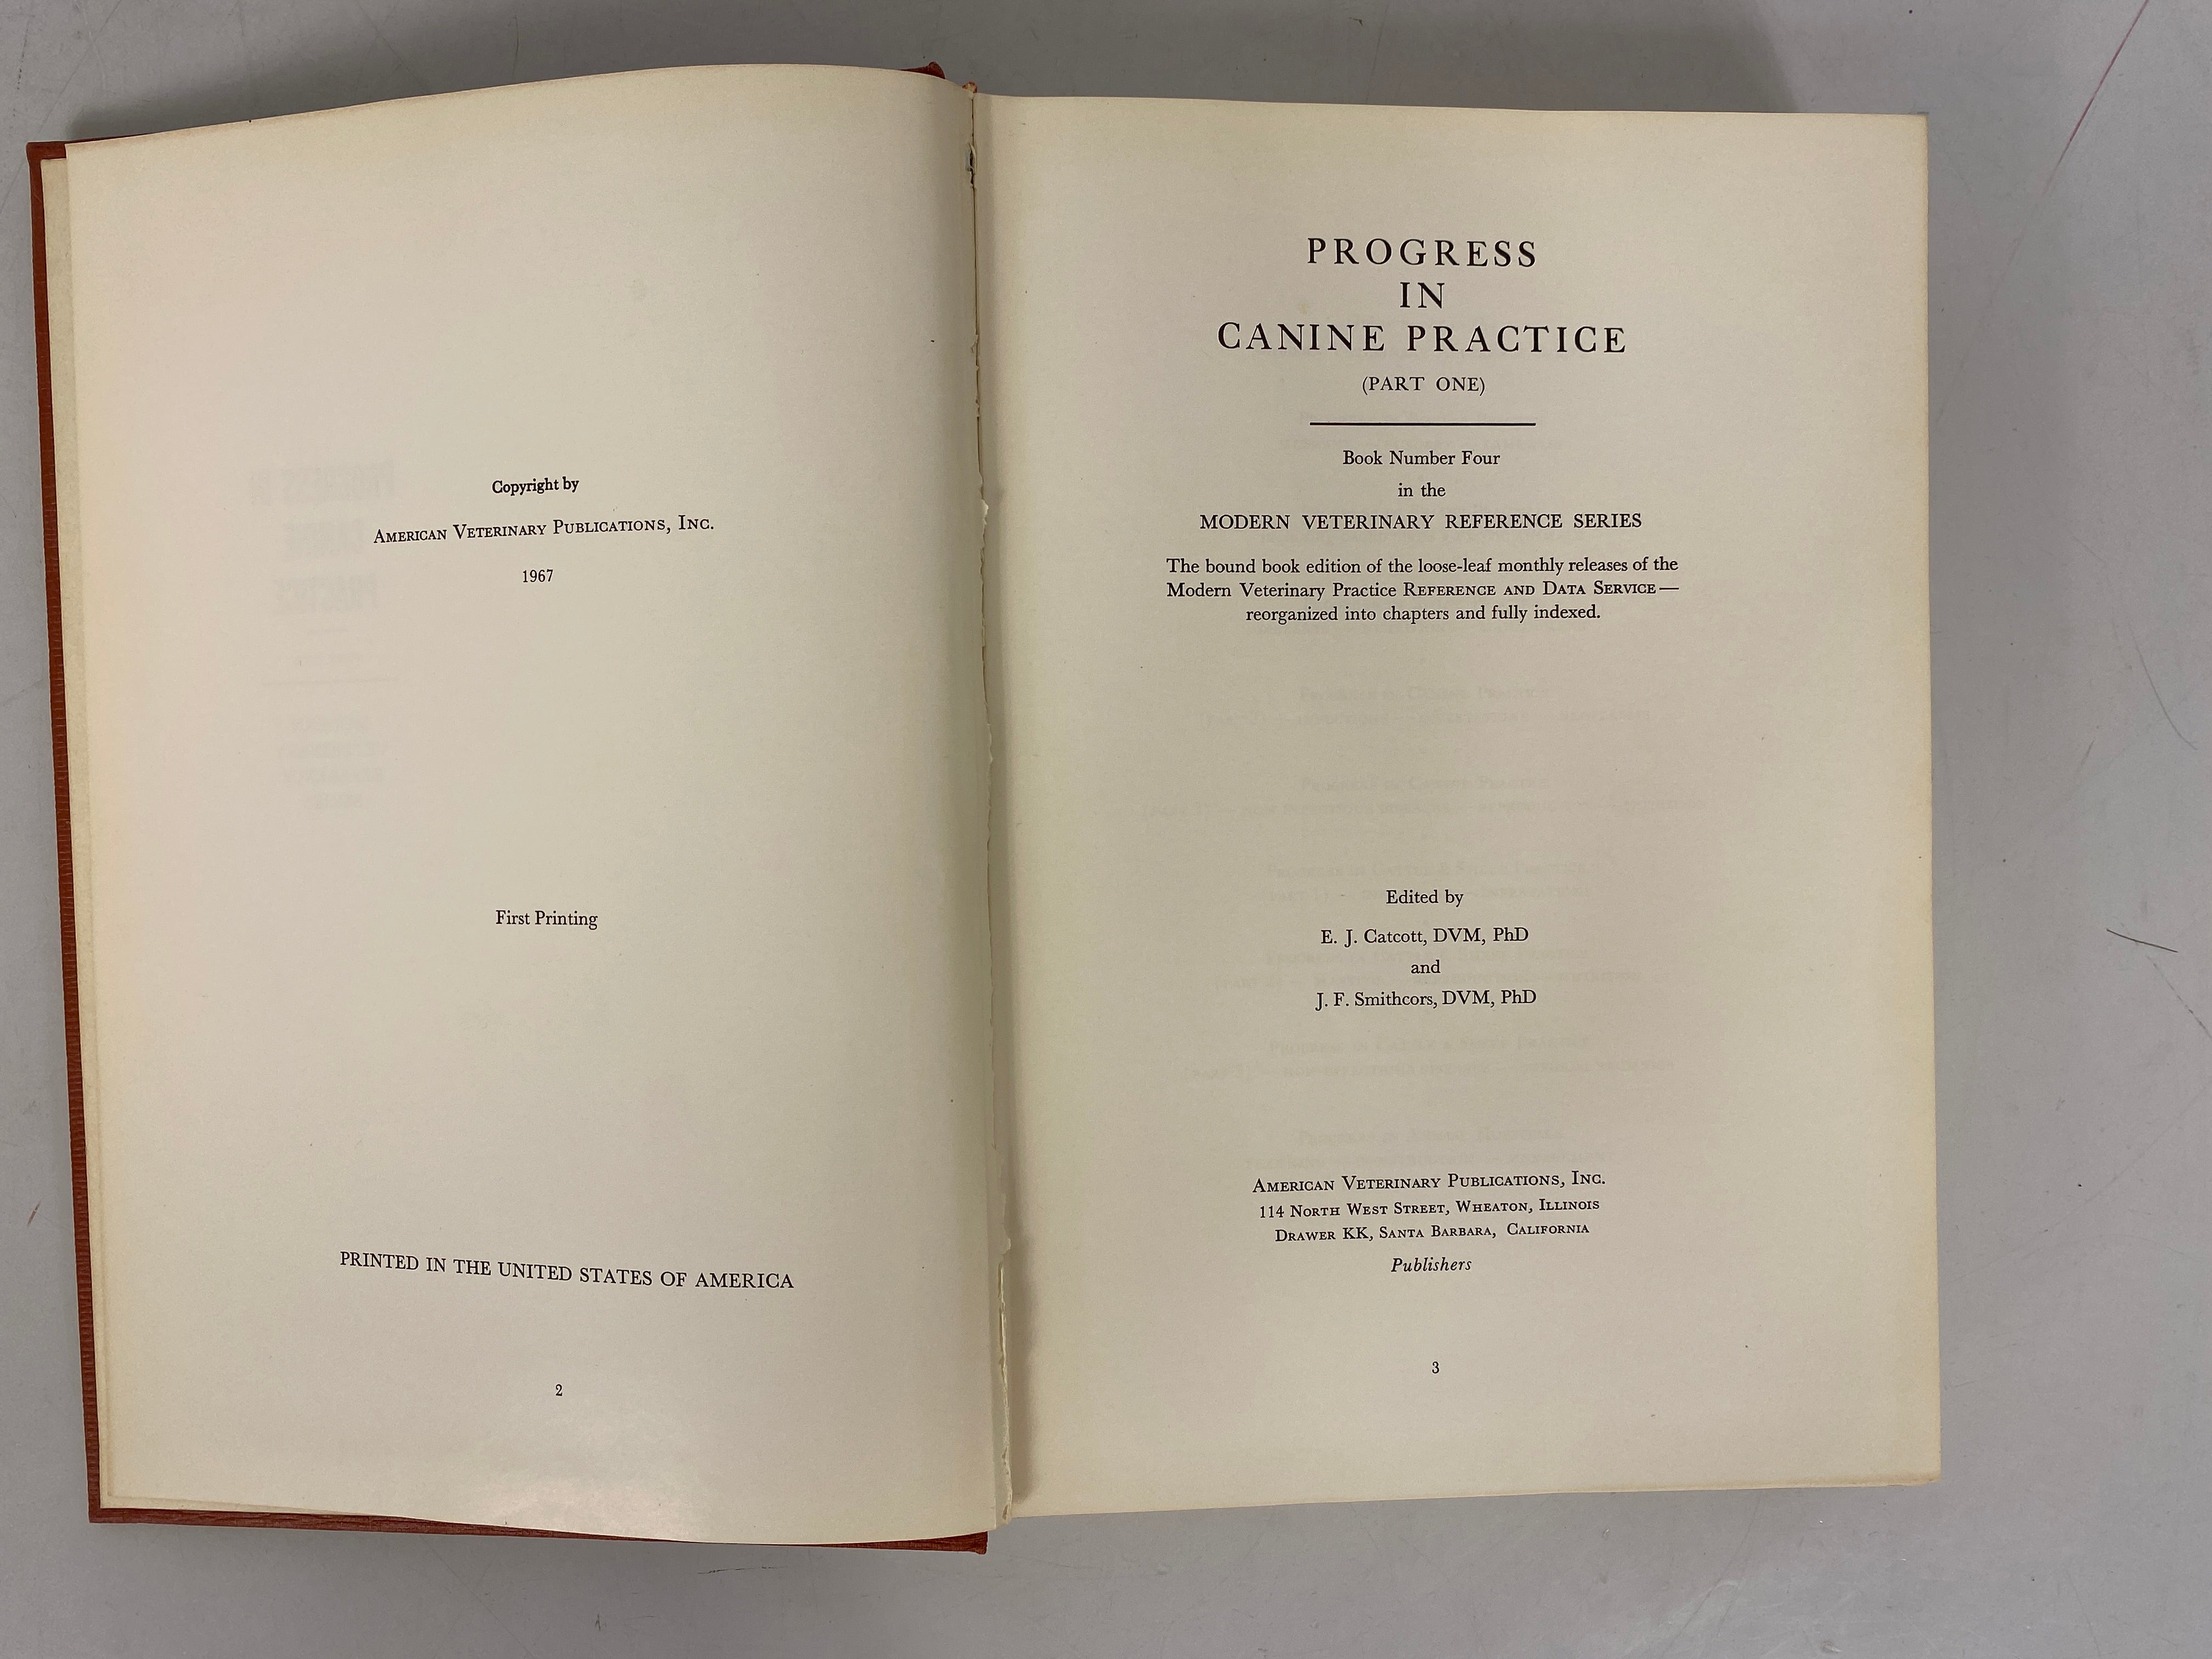 Copyright by
American Veterinary Publications, Inc.
1967
First Printing
PRINTED IN THE UNITED STATES OF AMERICA
2
PROGRESS
IN
CANINE PRACTICE
(PART ONE)
Book Number Four
in the
MODERN VETERINARY REFERENCE SERIES
The bound book edition of the loose-leaf monthly releases of the
Modern Veterinary Practice Reference and Data Service—
reorganized into chapters and fully indexed.
Edited by
E. J. Catcott, DVM, PhD
and
J. F. Smithcors, DVM, PhD
American Veterinary Publications, Inc.
114 North West Street, Wheaton, Illinois
Drawer KK, Santa Barbara, California
Publishers
3